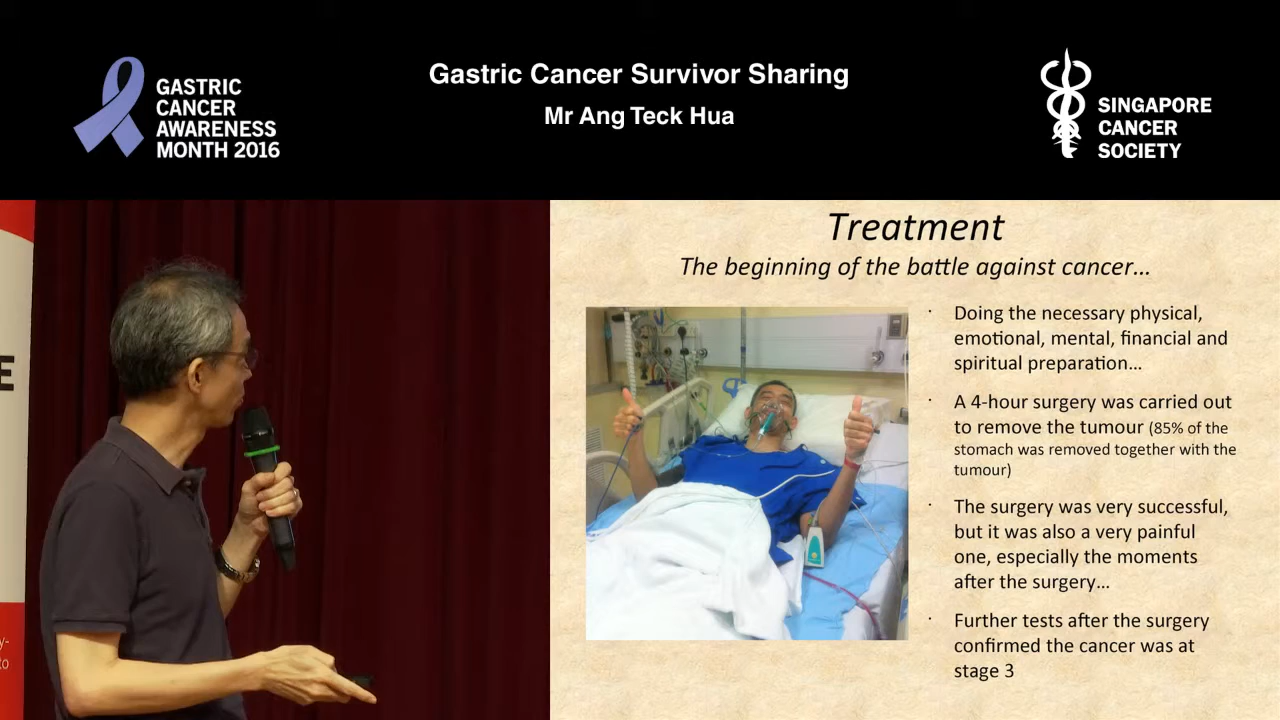 GASTRIC
CANCER
AWARENESS
MONTH 2016
Gastric Cancer Survivor Sharing
Mr Ang Teck Hua
SINGAPORE
CANCER
SOCIETY
E
y-
to
Treatment
The beginning of the battle against cancer…
· Doing the necessary physical,
emotional, mental, financial and
spiritual preparation…
· A 4-hour surgery was carried out
to remove the tumour (85% of the
stomach was removed together with the
tumour)
· The surgery was very successful,
but it was also a very painful
one, especially the moments
after the surgery…
· Further tests after the surgery
confirmed the cancer was at
stage 3